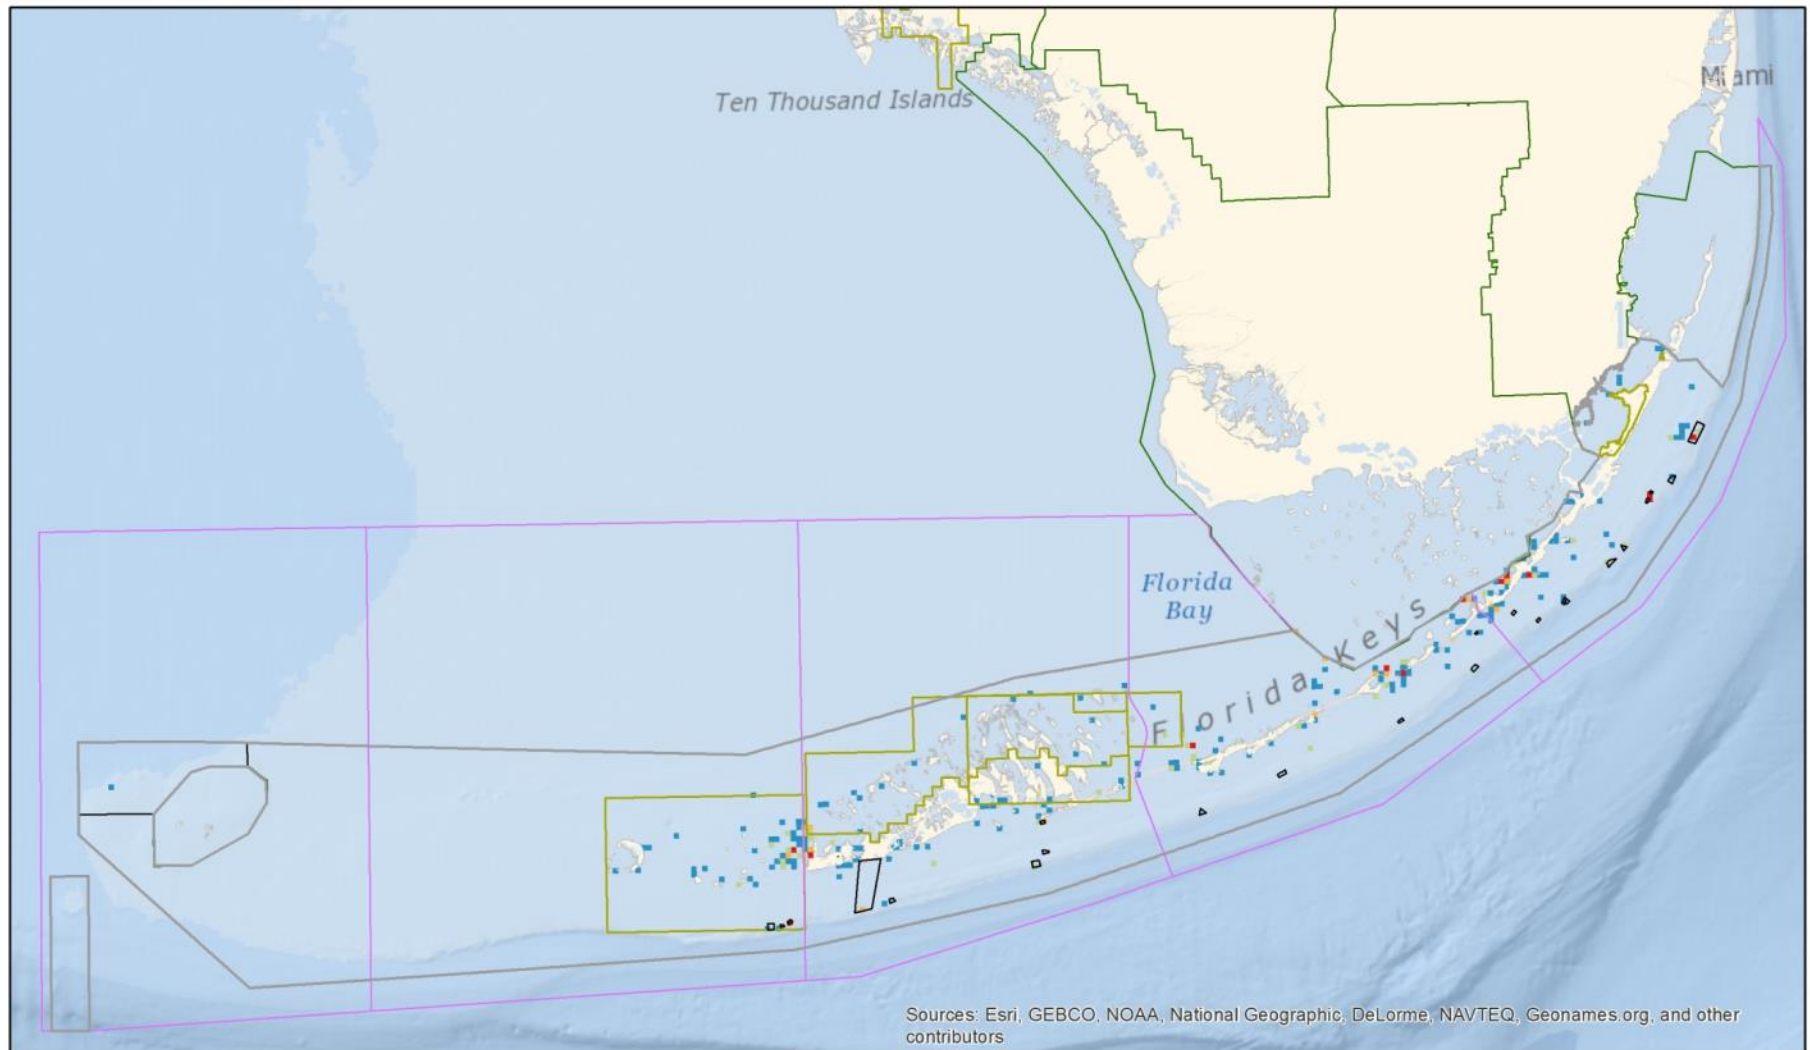 Miami
Ten Thousand Islands
Florida
Bay
Florida Keys
Sources: Esri, GEBCO, NOAA, National Geographic, DeLorme, NAVTEQ, Geonames.org, and other
contributors